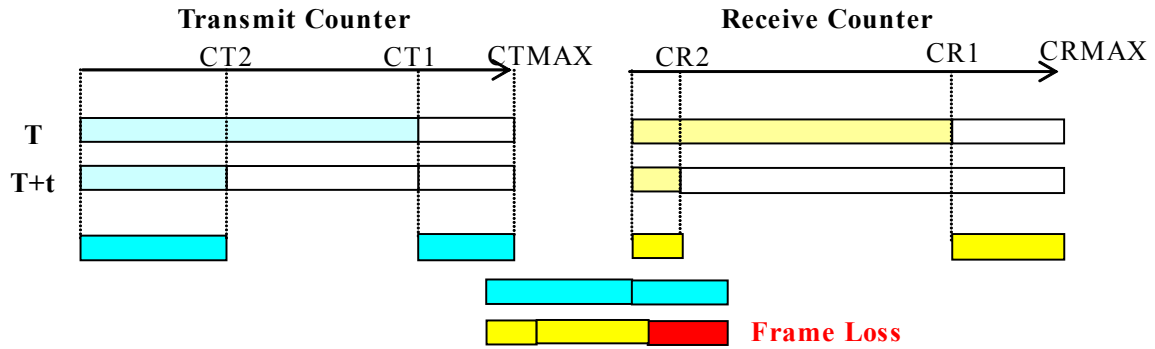 Transmit Counter
Receive Counter
CT2
CT1
CTMAX
CR2
CR1
CRMAX
T
T+t
Frame Loss